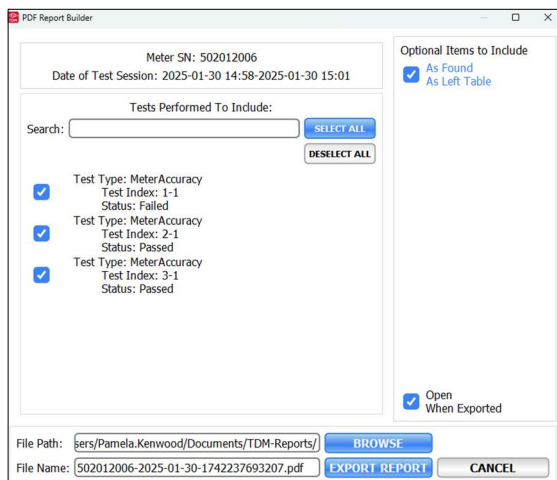 PDF Report Builder
Meter SN: 502012006
Date of Test Session: 2025-01-30 14:58-2025-01-30 15:01
Tests Performed To Include:
Search:
SELECT ALL
DESELECT ALL
Test Type: MeterAccuracy
Test Index: 1-1
Status: Failed
Test Type: MeterAccuracy
Test Index: 2-1
Status: Passed
Test Type: MeterAccuracy
Test Index: 3-1
Status: Passed
Optional Items to Include
As Found
As Left Table
Open
When Exported
File Path: sers/Pamela.Kenwood/Documents/TDM-Reports/ BROWSE
File Name: 502012006-2025-01-30-1742237693207.pdf EXPORT REPORT CANCEL